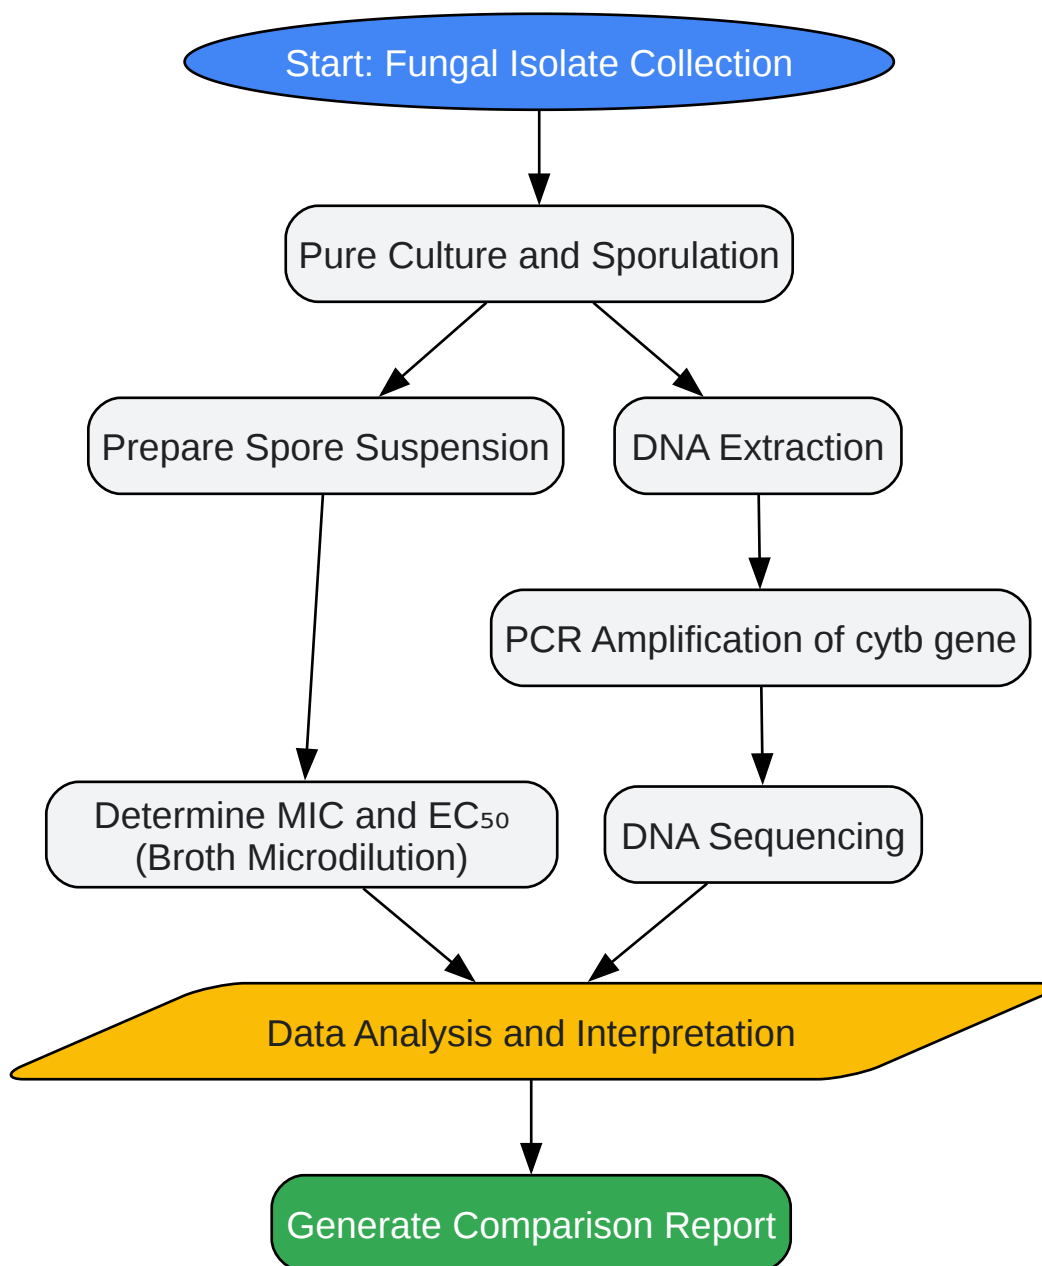 Start: Fungal Isolate Collection
Pure Culture and Sporulation
Prepare Spore Suspension
DNA Extraction
PCR Amplification of cytb gene
Determine MIC and EC₅₀
(Broth Microdilution)
DNA Sequencing
Data Analysis and Interpretation
Generate Comparison Report